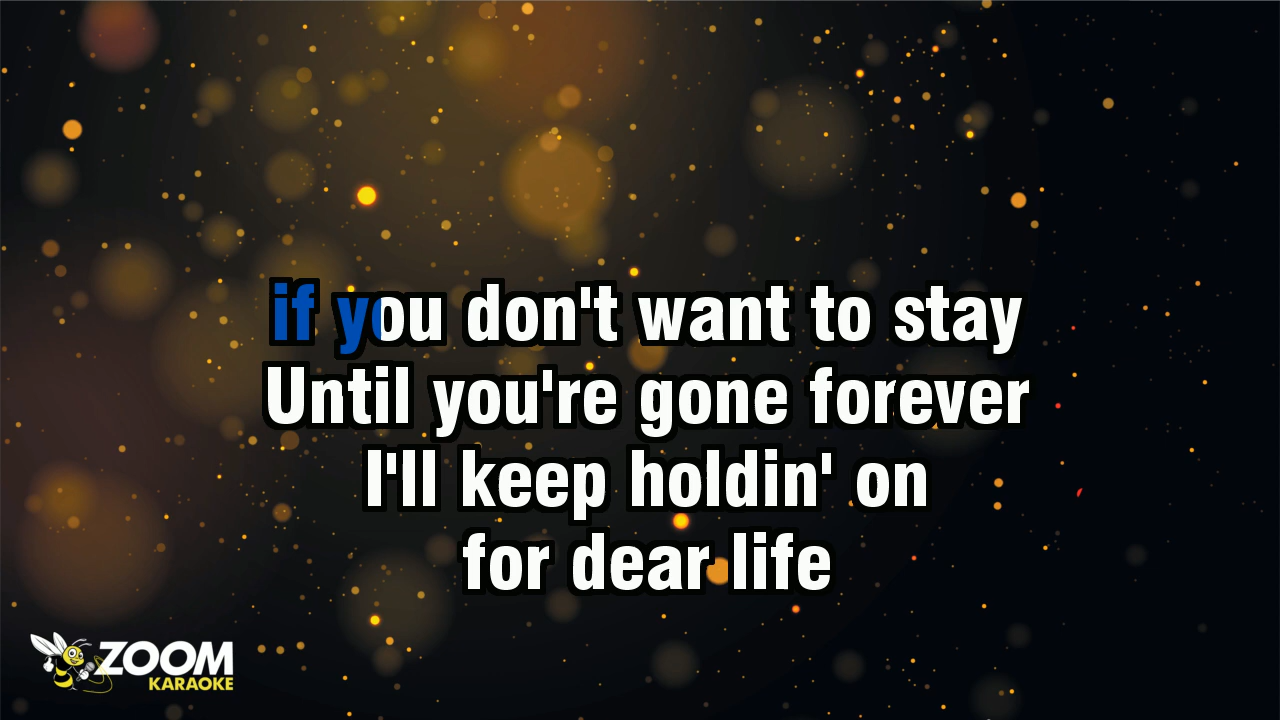 if you don't want to stay
Until you're gone forever
I'll keep holdin' on
for dear life
ZOOM
KARAOKE